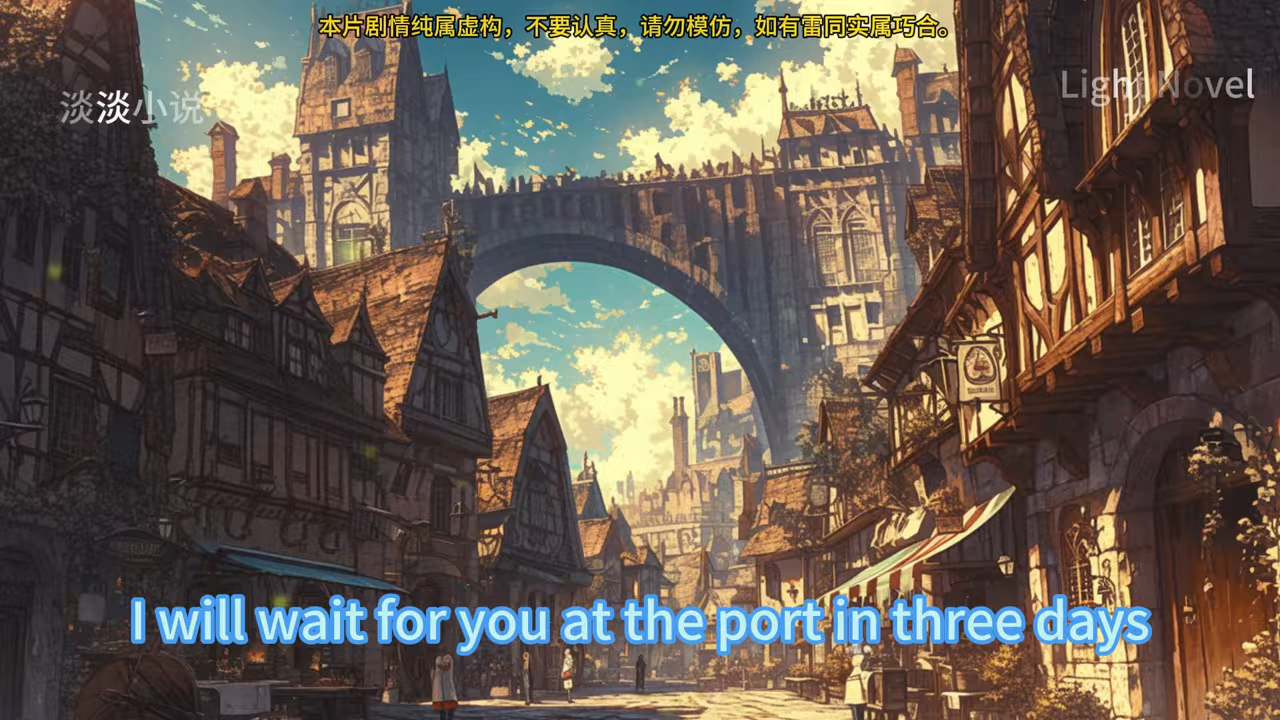 本片剧情纯属虚构，不要认真，请勿模仿，如有雷同实属巧合。
淡淡小说
Light Novel
I will wait for you at the port in three days